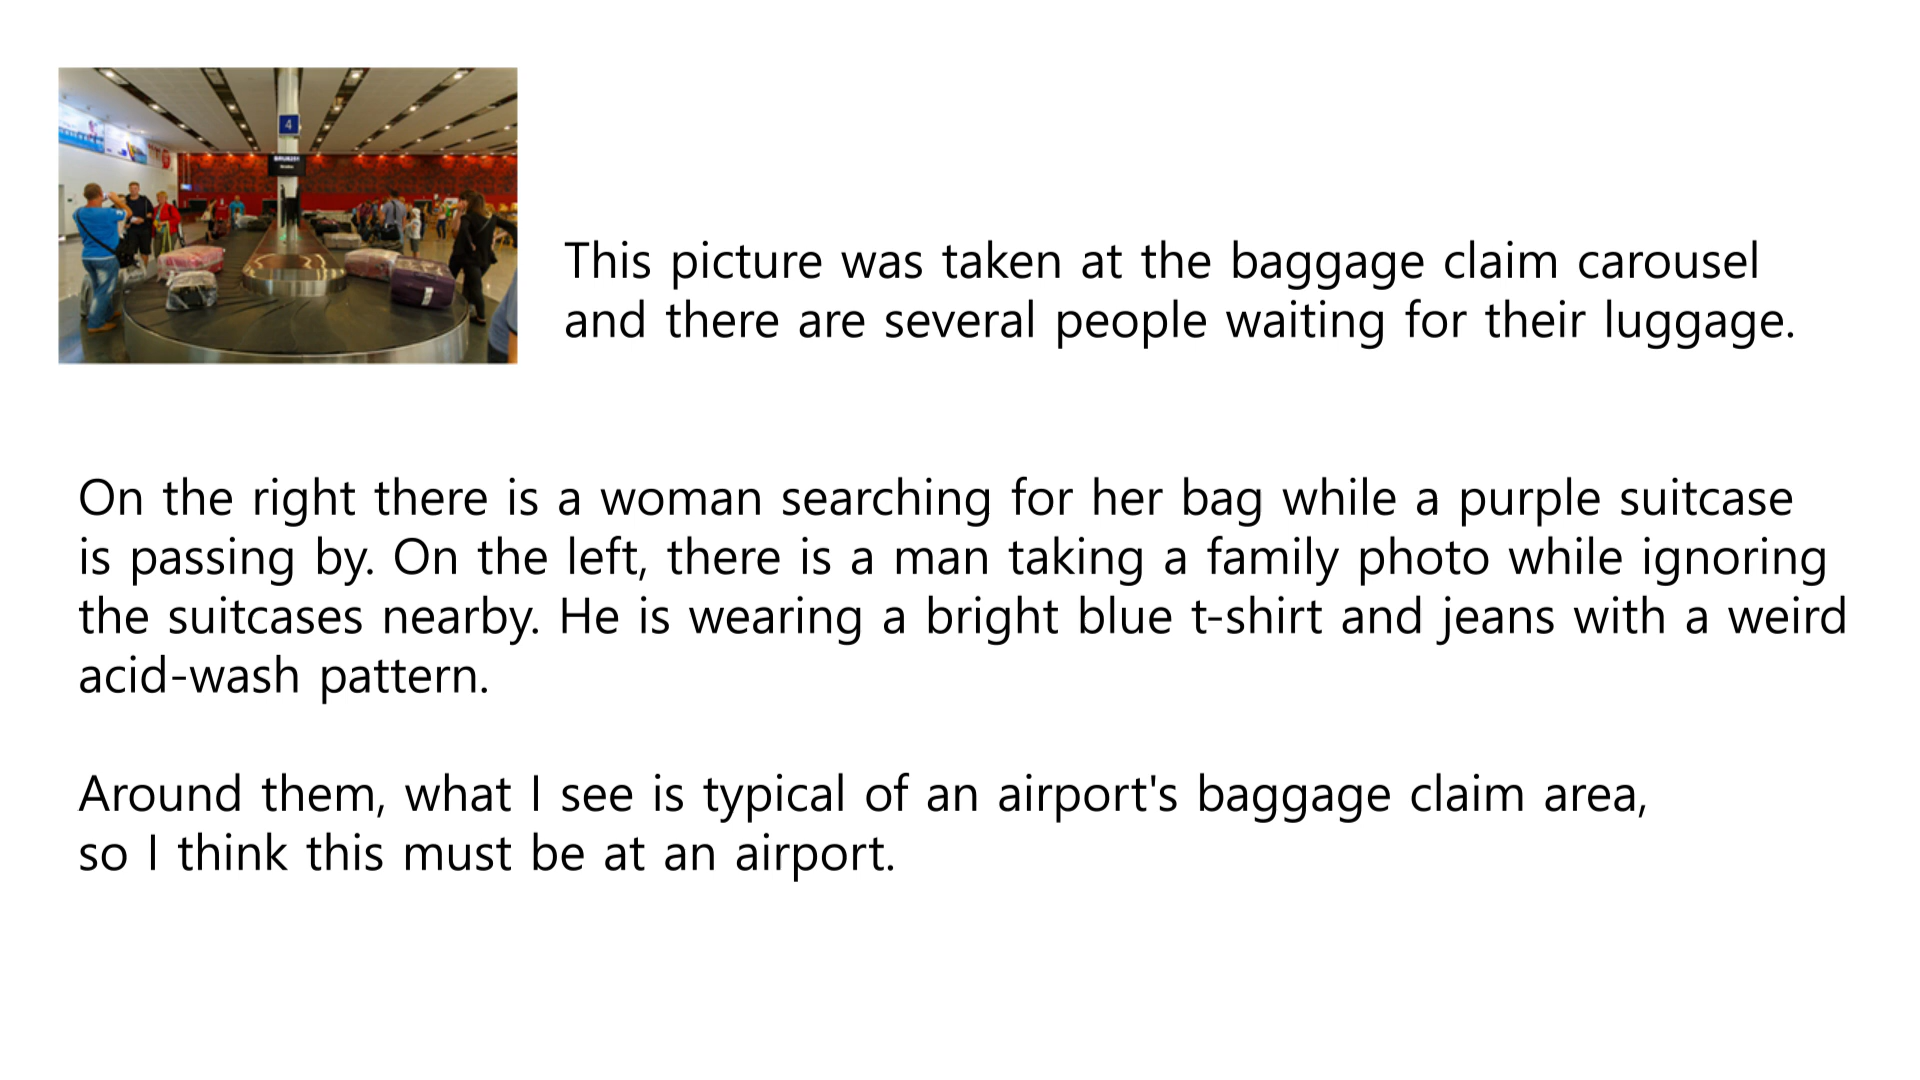 4
This picture was taken at the baggage claim carousel
and there are several people waiting for their luggage.
On the right there is a woman searching for her bag while a purple suitcase
is passing by. On the left, there is a man taking a family photo while ignoring
the suitcases nearby. He is wearing a bright blue t-shirt and jeans with a weird
acid-wash pattern.
Around them, what I see is typical of an airport's baggage claim area,
so I think this must be at an airport.